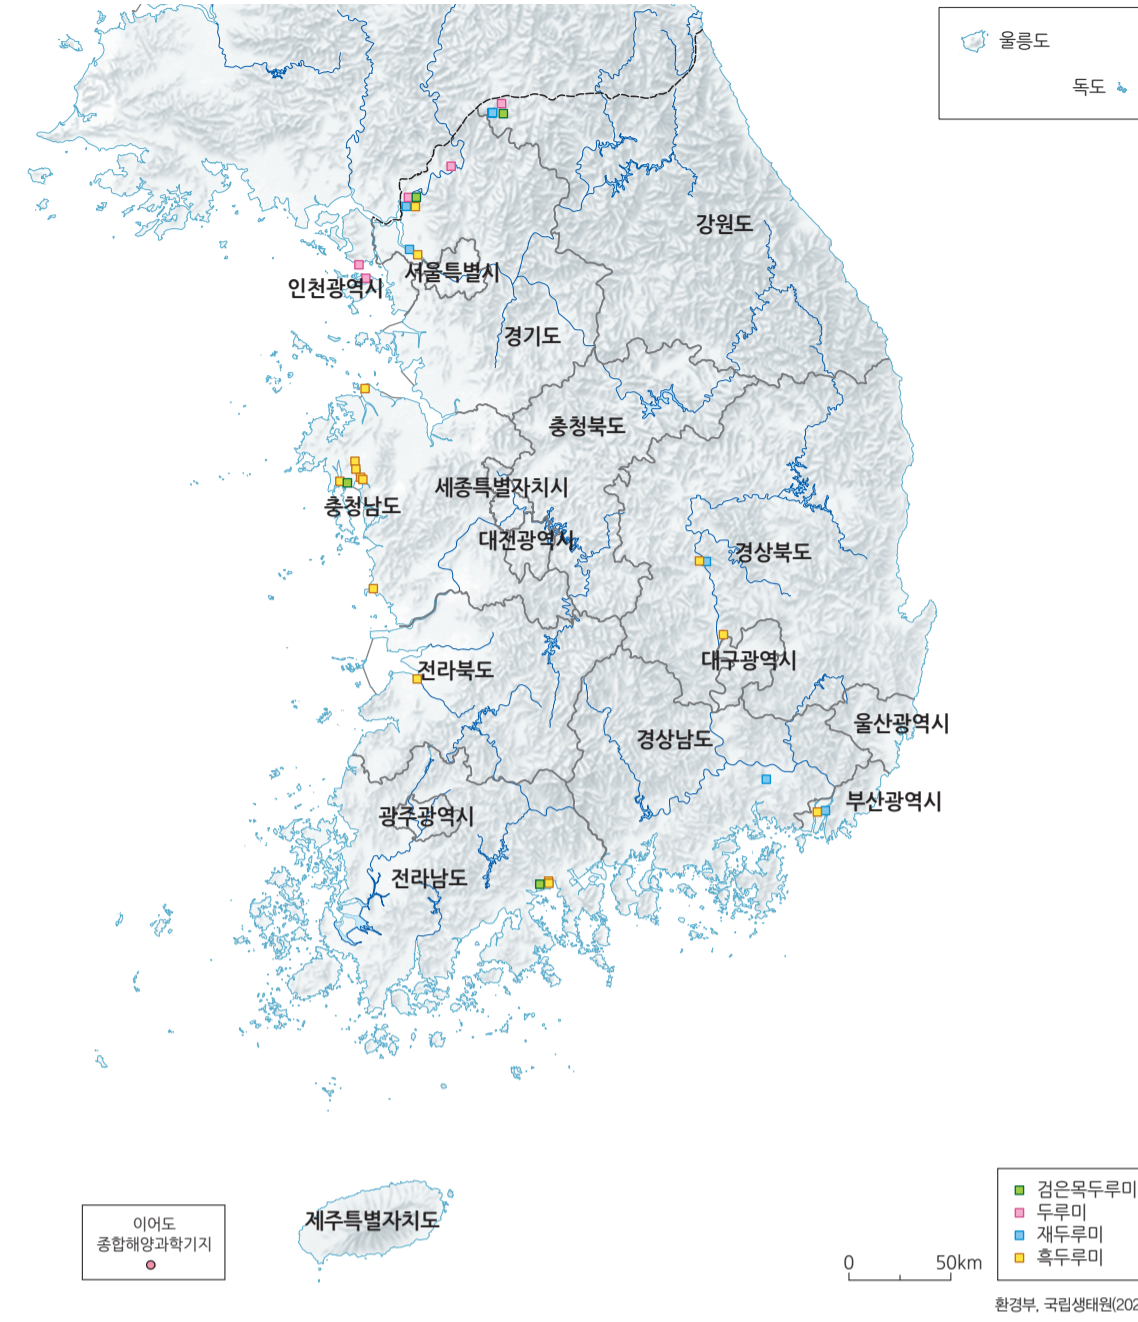 울릉도
독도
강원도
서울특별시
인천광역시
경기도
충청북도
세종특별자치시
충청남도
대전광역시
경상북도
대구광역시
전라북도
울산광역시
경상남도
부산광역시
광주광역시
전라남도
제주특별자치도
이어도
종합해양과학기지
0 50km
검은목두루미
두루미
재두루미
흑두루미
환경부, 국립생태원(202